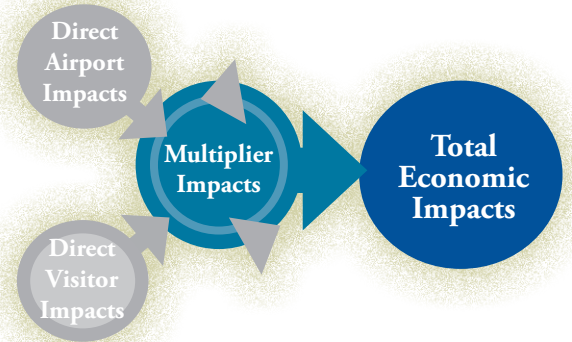 Direct
Airport
Impacts
Multiplier
Impacts
Total
Economic
Impacts
Direct
Visitor
Impacts